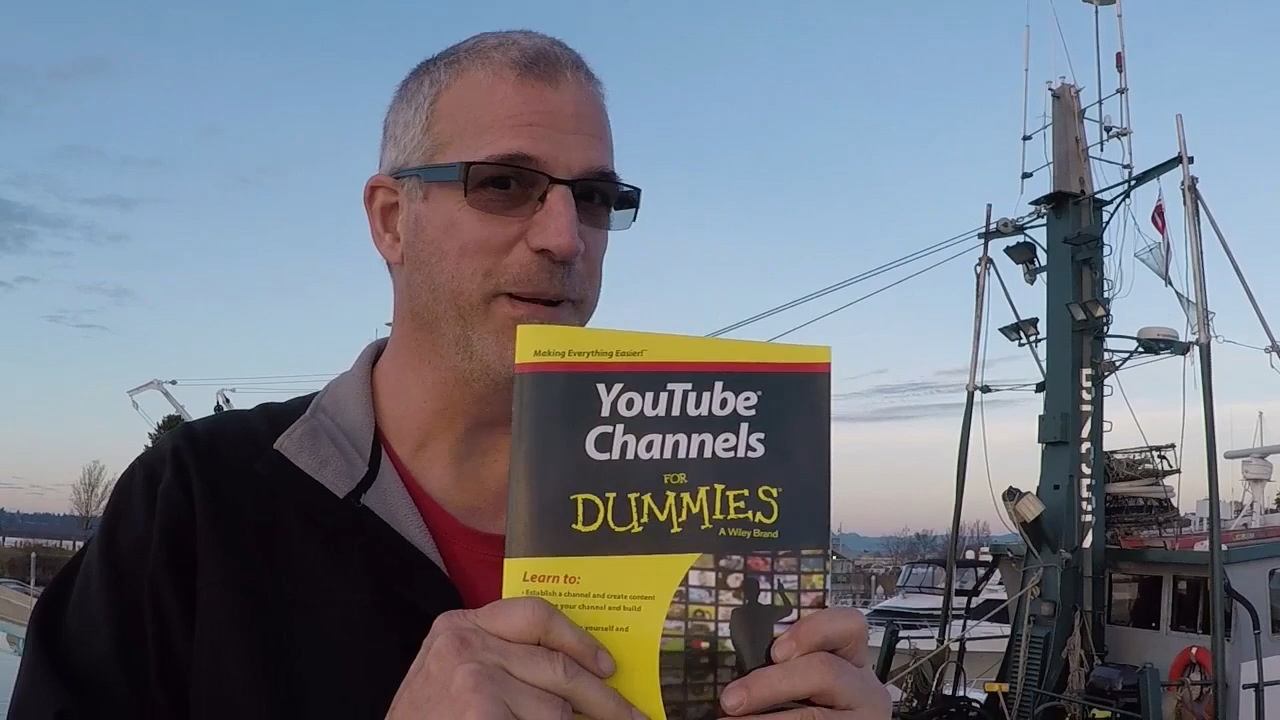 Making Everything Easier!™
YouTube®
Channels
FOR
DUMMIES®
A Wiley Brand
Learn to:
• Establish a channel and create content
your channel and build
yourself and